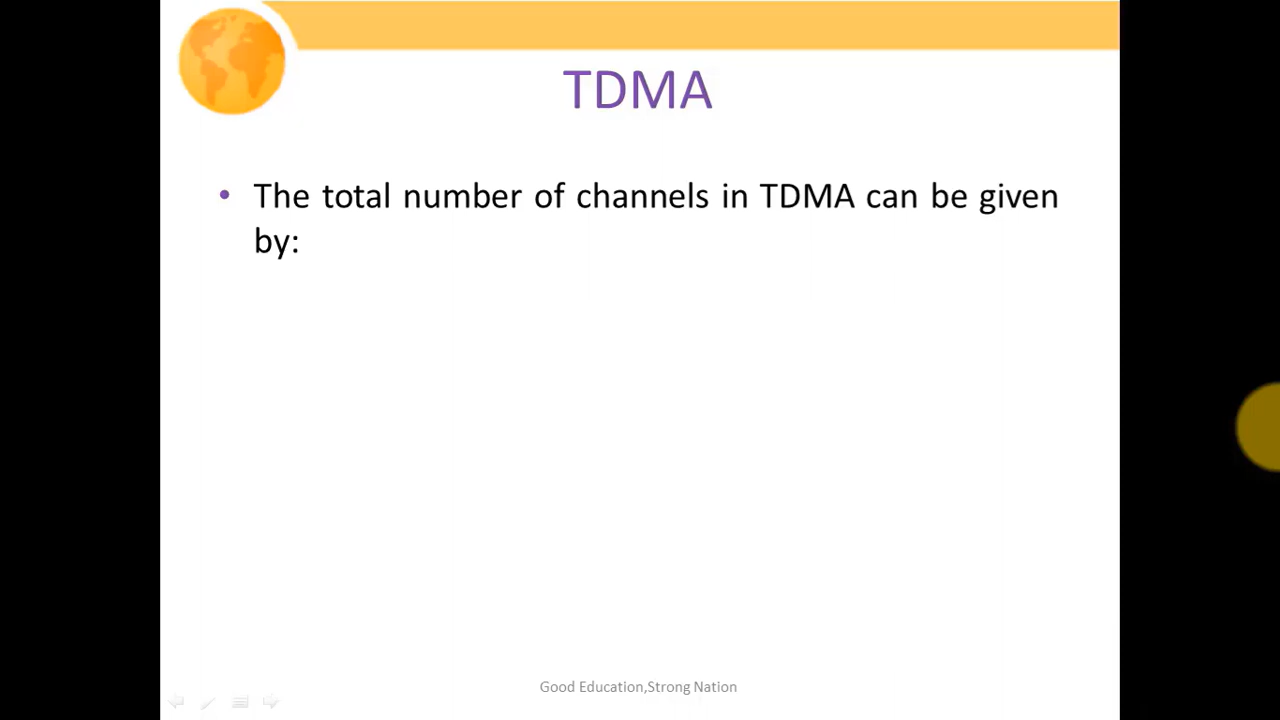 TDMA
• The total number of channels in TDMA can be given
by:
Good Education,Strong Nation